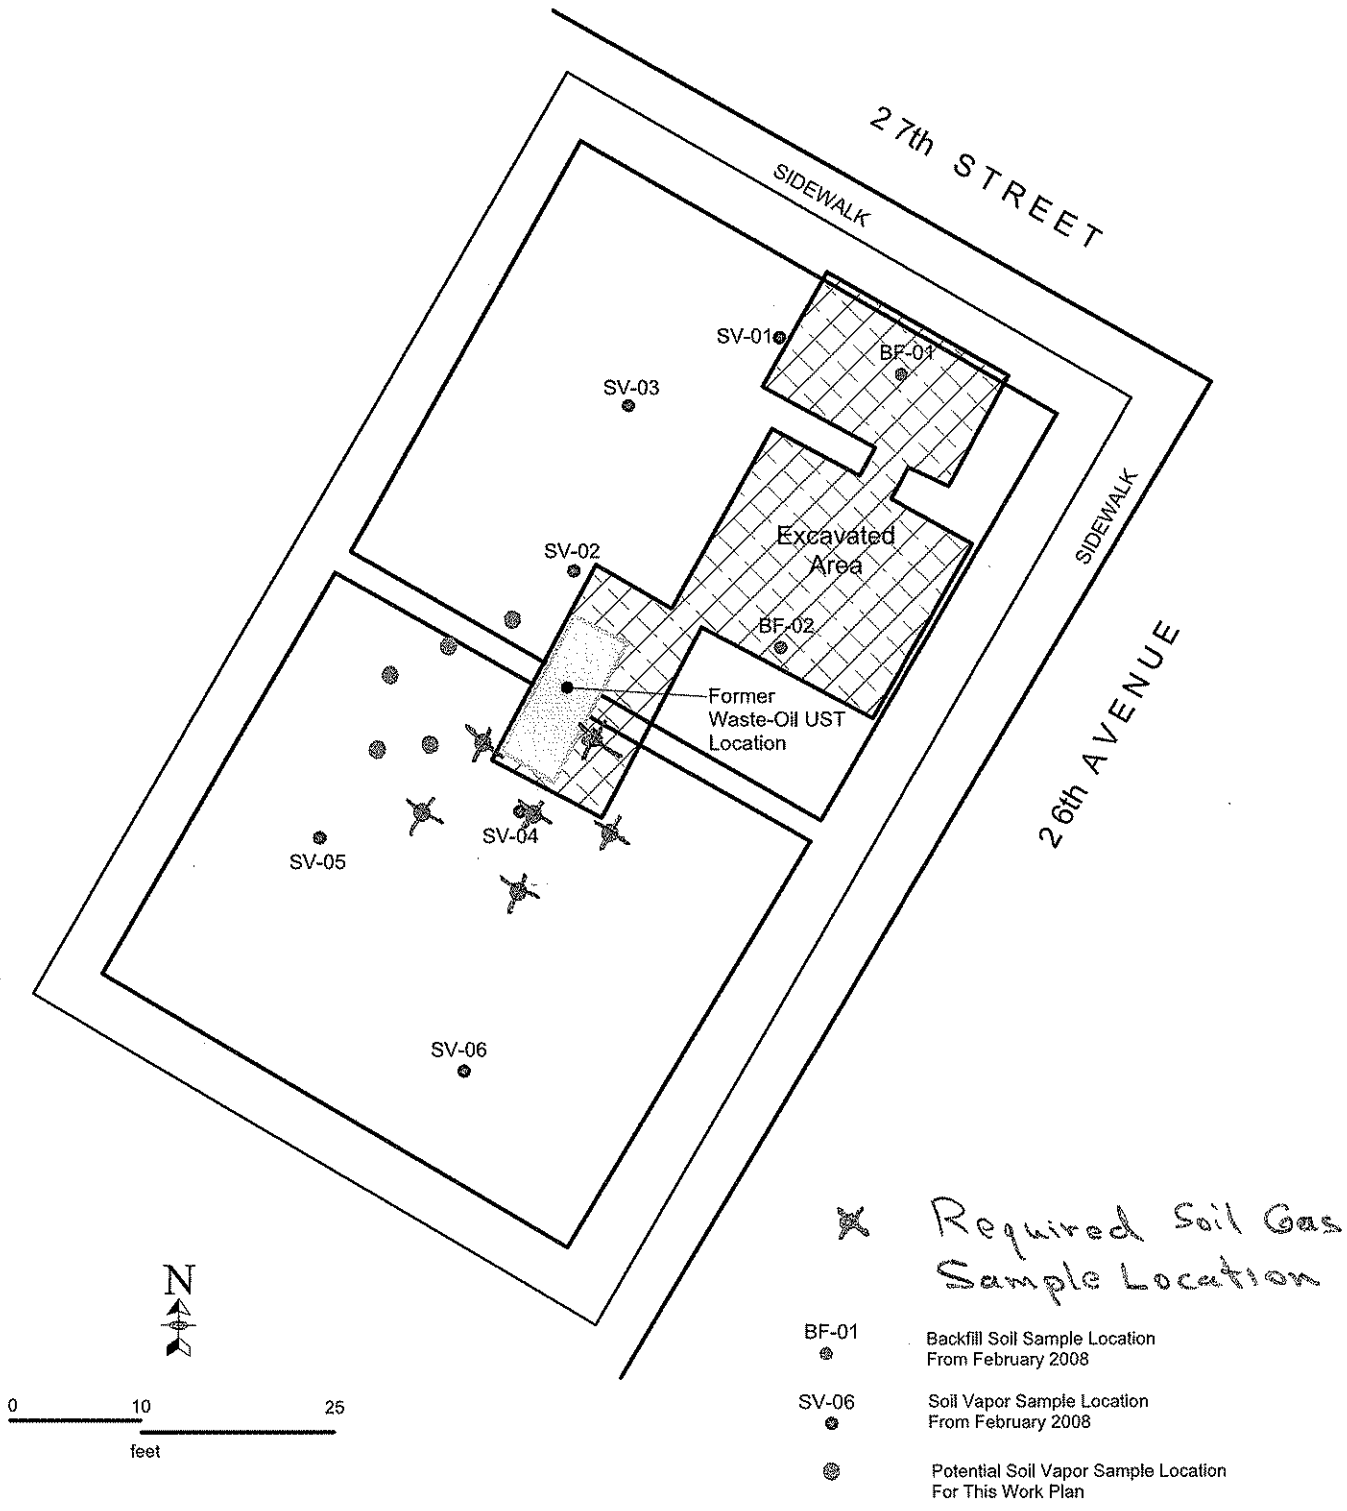 27th STREET
SIDEWALK
SV-01
BF-01
SV-03
SIDEWALK
Excavated
Area
SV-02
BF-02
26th AVENUE
Former
Waste-Oil UST
Location
SV-04
SV-05
SV-06
Required Soil Gas
Sample Location
N
BF-01
Backfill Soil Sample Location
From February 2008
SV-06
Soil Vapor Sample Location
From February 2008
0 10 25
feet
Potential Soil Vapor Sample Location
For This Work Plan